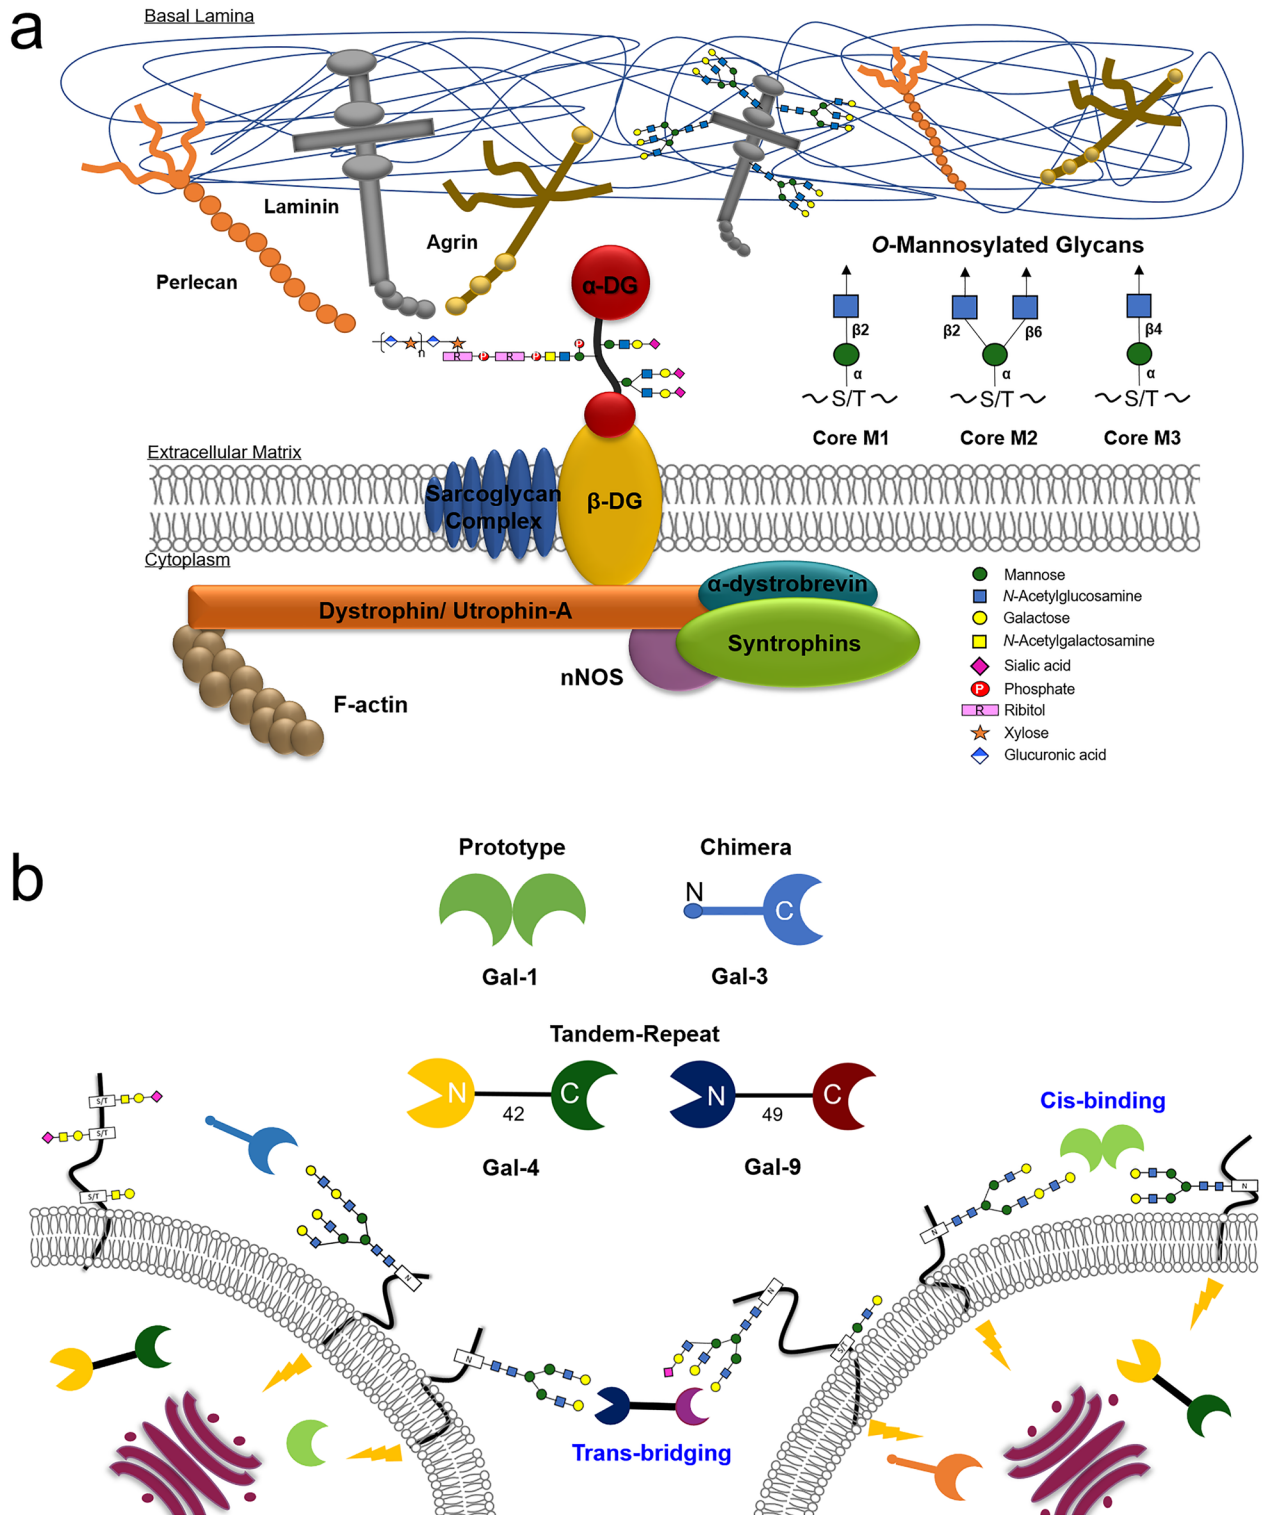 a
Basal Lamina
Laminin
Agrin
Perlecan
α-DG
O-Mannosylated Glycans
β2
β2
β6
β4
α
α
α
S/T
S/T
S/T
Core M1
Core M2
Core M3
n
P
R
P
R
P
Extracellular Matrix
Sarcoglycan
Complex
β-DG
Cytoplasm
Dystrophin/ Utrophin-A
α-dystrobrevin
Syntrophins
nNOS
F-actin
Mannose
N-Acetylglucosamine
Galactose
N-Acetylgalactosamine
Sialic acid
P Phosphate
R Ribitol
Xylose
Glucuronic acid
b
Prototype
Chimera
N
C
Gal-1
Gal-3
Tandem-Repeat
N
C
N
C
42
49
Gal-4
Gal-9
Cis-binding
S/T
S/T
S/T
N
N
N
N
N
S/T
Trans-bridging